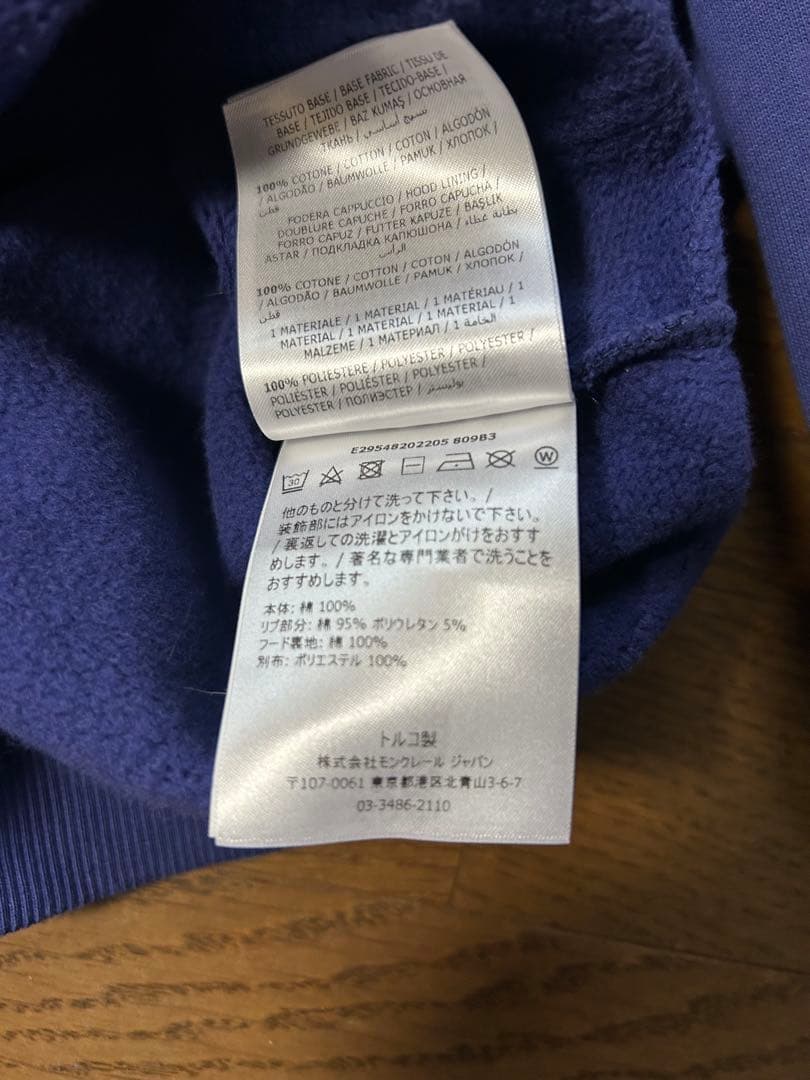 TESSUTO BASE / BASE FABRIC / TISSU DE
BASE / TEJIDO BASE / TECIDO-BASE /
GRUNDGEWEBE / BAZ KUMAŞ / ОСНОВНАЯ
ТКАНЬ / نسيج أساسي
100% COTONE / COTTON / COTON / ALGODÓN
/ ALGODÃO / BAUMWOLLE / PAMUK / ХЛОПОК /
قطن
FODERA CAPPUCCIO / HOOD LINING /
DOUBLURE CAPUCHE / FORRO CAPUCHA /
FORRO CAPUZ / FUTTER KAPUZE / BAŞLIK
ASTAR / ПОДКЛАДКА КАПЮШОНА / بطانة غطاء
الرأس
100% COTONE / COTTON / COTON / ALGODÓN
/ ALGODÃO / BAUMWOLLE / PAMUK / ХЛОПОК /
قطن
1 MATERIALE / 1 MATERIAL / 1 MATÉRIAU / 1
MATERIAL / 1 MATERIAL / 1 MATERIAL / 1
MALZEME / 1 МАТЕРИАЛ / 1 الخامة
100% POLIESTERE / POLYESTER / POLYESTER /
POLIÉSTER / POLIÉSTER / POLYESTER /
POLYESTER / ПОЛИЭСТЕР / بوليستر
E29548202205 809B3
30 W
他のものと分けて洗って下さい。/
装飾部にはアイロンをかけないで下さい。
/ 裏返しての洗濯とアイロンがけをおすす
めします。/ 著名な専門業者で洗うことを
おすすめします。
本体: 綿 100%
リブ部分: 綿 95% ポリウレタン 5%
フード裏地: 綿 100%
別布: ポリエステル 100%
トルコ製
株式会社モンクレール ジャパン
〒107-0061 東京都港区北青山3-6-7
03-3486-2110